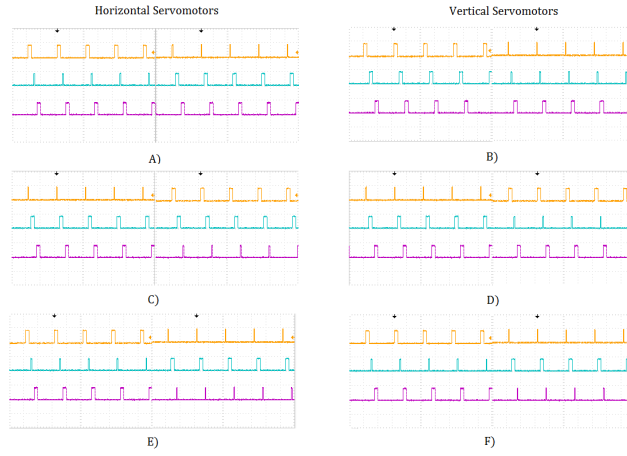 Horizontal Servomotors
Vertical Servomotors
A)
B)
C)
D)
E)
F)